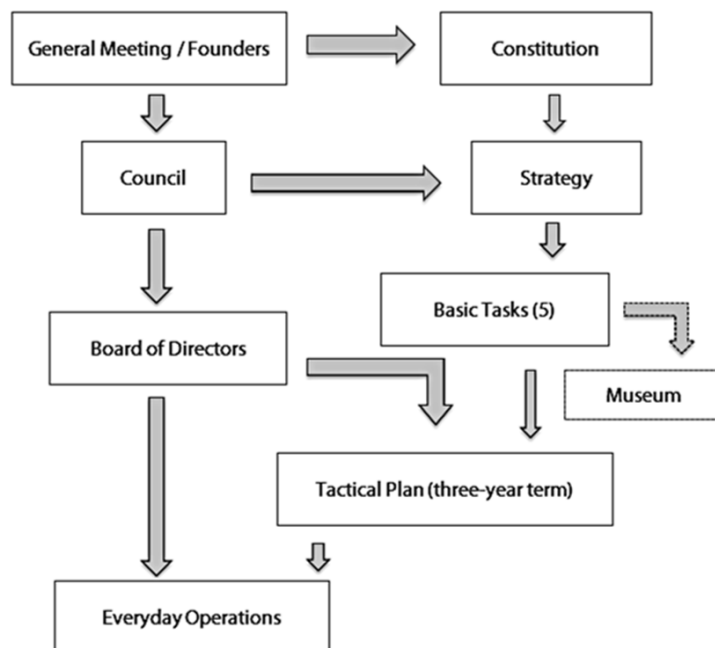 General Meeting / Founders
Constitution
Council
Strategy
Basic Tasks (5)
Board of Directors
Museum
Tactical Plan (three-year term)
Everyday Operations